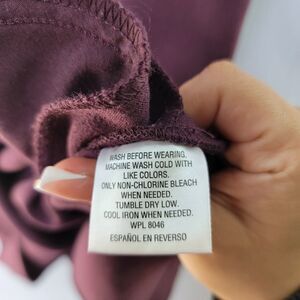 WASH BEFORE WEARING.
MACHINE WASH COLD WITH
LIKE COLORS.
ONLY NON-CHLORINE BLEACH
WHEN NEEDED.
TUMBLE DRY LOW.
COOL IRON WHEN NEEDED.
WPL 8046
ESPAÑOL EN REVERSO